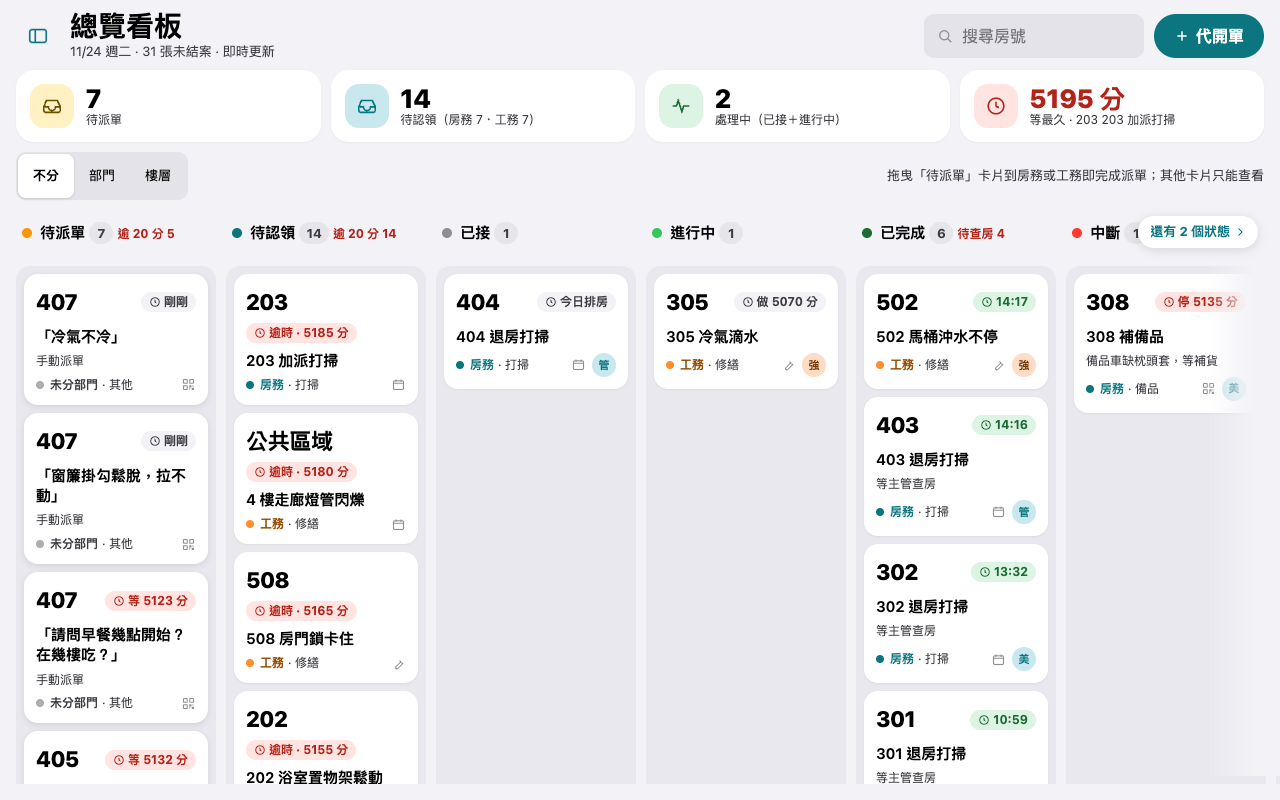 總覽看板
11/24 週二 · 31 張未結案 · 即時更新
搜尋房號
+ 代開單
7
待派單
14
待認領（房務 7 · 工務 7）
2
處理中（已接＋進行中）
5195 分
等最久 · 203 203 加派打掃
不分
部門
樓層
拖曳「待派單」卡片到房務或工務即完成派單；其他卡片只能查看
待派單 7 逾 20 分 5
待認領 14 逾 20 分 14
已接 1
進行中 1
已完成 6 待查房 4
中斷 1
還有 2 個狀態
407
剛剛
「冷氣不冷」
手動派單
未分部門 · 其他
407
剛剛
「窗簾掛勾鬆脫，拉不
動」
手動派單
未分部門 · 其他
407
等 5123 分
「請問早餐幾點開始？
在幾樓吃？」
手動派單
未分部門 · 其他
405
等 5132 分
203
逾時 · 5185 分
203 加派打掃
房務 · 打掃
公共區域
逾時 · 5180 分
4 樓走廊燈管閃爍
工務 · 修繕
508
逾時 · 5165 分
508 房門鎖卡住
工務 · 修繕
202
逾時 · 5155 分
202 浴室置物架鬆動
404
今日排房
404 退房打掃
房務 · 打掃
管
305
做 5070 分
305 冷氣滴水
工務 · 修繕
強
502
14:17
502 馬桶沖水不停
工務 · 修繕
強
403
14:16
403 退房打掃
等主管查房
房務 · 打掃
管
302
13:32
302 退房打掃
等主管查房
房務 · 打掃
美
301
10:59
301 退房打掃
等主管查房
308
停 5135 分
308 補備品
備品車缺枕頭套，等補貨
房務 · 備品
美